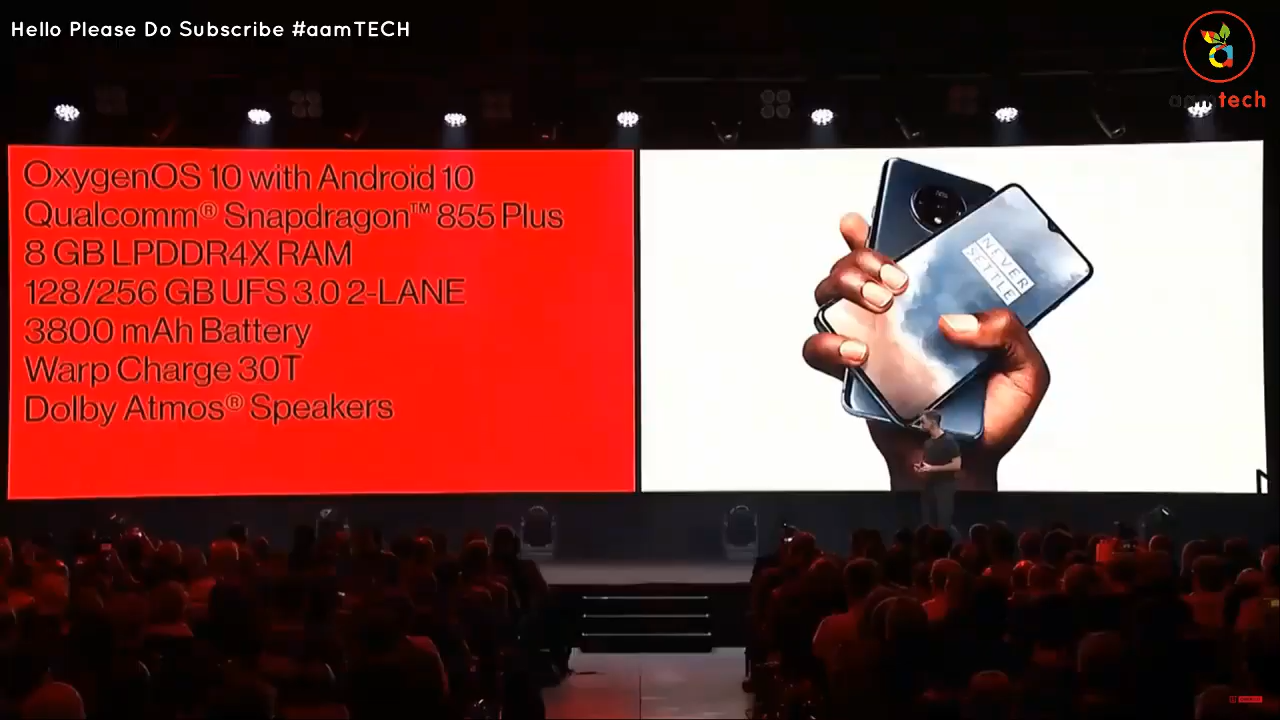 Hello Please Do Subscribe #aamTECH
aamtech
OxygenOS 10 with Android 10
Qualcomm® Snapdragon™ 855 Plus
8 GB LPDDR4X RAM
128/256 GB UFS 3.0 2-LANE
3800 mAh Battery
Warp Charge 30T
Dolby Atmos® Speakers
NEVER
SETTLE